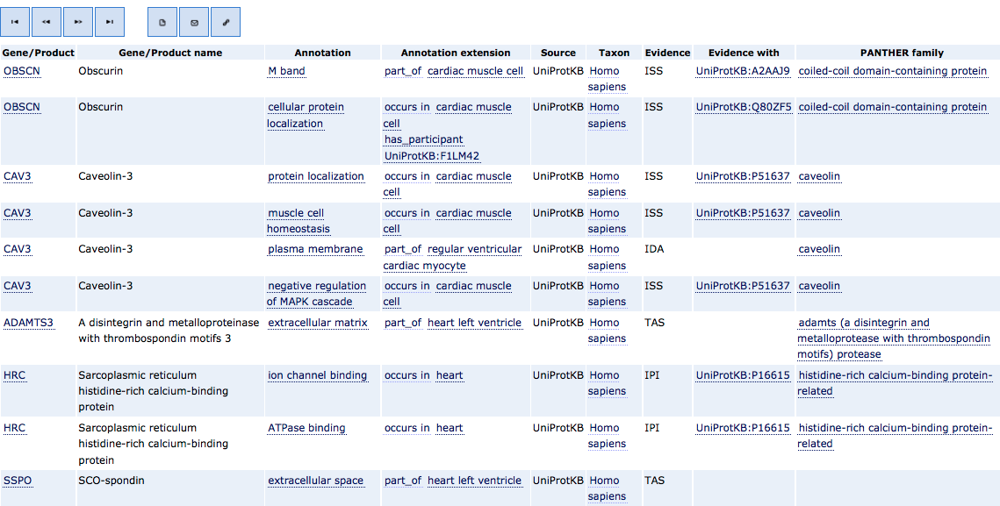 Gene/Product Gene/Product name Annotation Annotation extension Source Taxon Evidence Evidence with PANTHER family
OBSCN Obscurin M band part_of cardiac muscle cell UniProtKB Homo ISS UniProtKB:A2AAJ9 coiled-coil domain-containing protein
sapiens
OBSCN Obscurin cellular protein occurs in cardiac muscle UniProtKB Homo ISS UniProtKB:Q80ZF5 coiled-coil domain-containing protein
localization cell sapiens
has_participant
UniProtKB:F1LM42
CAV3 Caveolin-3 protein localization occurs in cardiac muscle UniProtKB Homo ISS UniProtKB:P51637 caveolin
cell sapiens
CAV3 Caveolin-3 muscle cell occurs in cardiac muscle UniProtKB Homo ISS UniProtKB:P51637 caveolin
homeostasis cell sapiens
CAV3 Caveolin-3 plasma membrane part_of regular ventricular UniProtKB Homo IDA caveolin
cardiac myocyte sapiens
CAV3 Caveolin-3 negative regulation occurs in cardiac muscle UniProtKB Homo ISS UniProtKB:P51637 caveolin
of MAPK cascade cell sapiens
ADAMTS3 A disintegrin and metalloproteinase extracellular matrix part_of heart left ventricle UniProtKB Homo TAS adamts (a disintegrin and
with thrombospondin motifs 3 sapiens metalloprotease with thrombospondin
motifs) protease
HRC Sarcoplasmic reticulum ion channel binding occurs in heart UniProtKB Homo IPI UniProtKB:P16615 histidine-rich calcium-binding protein-
histidine-rich calcium-binding sapiens related
protein
HRC Sarcoplasmic reticulum ATPase binding occurs in heart UniProtKB Homo IPI UniProtKB:P16615 histidine-rich calcium-binding protein-
histidine-rich calcium-binding sapiens related
protein
SSPO SCO-spondin extracellular space part_of heart left ventricle UniProtKB Homo TAS
sapiens